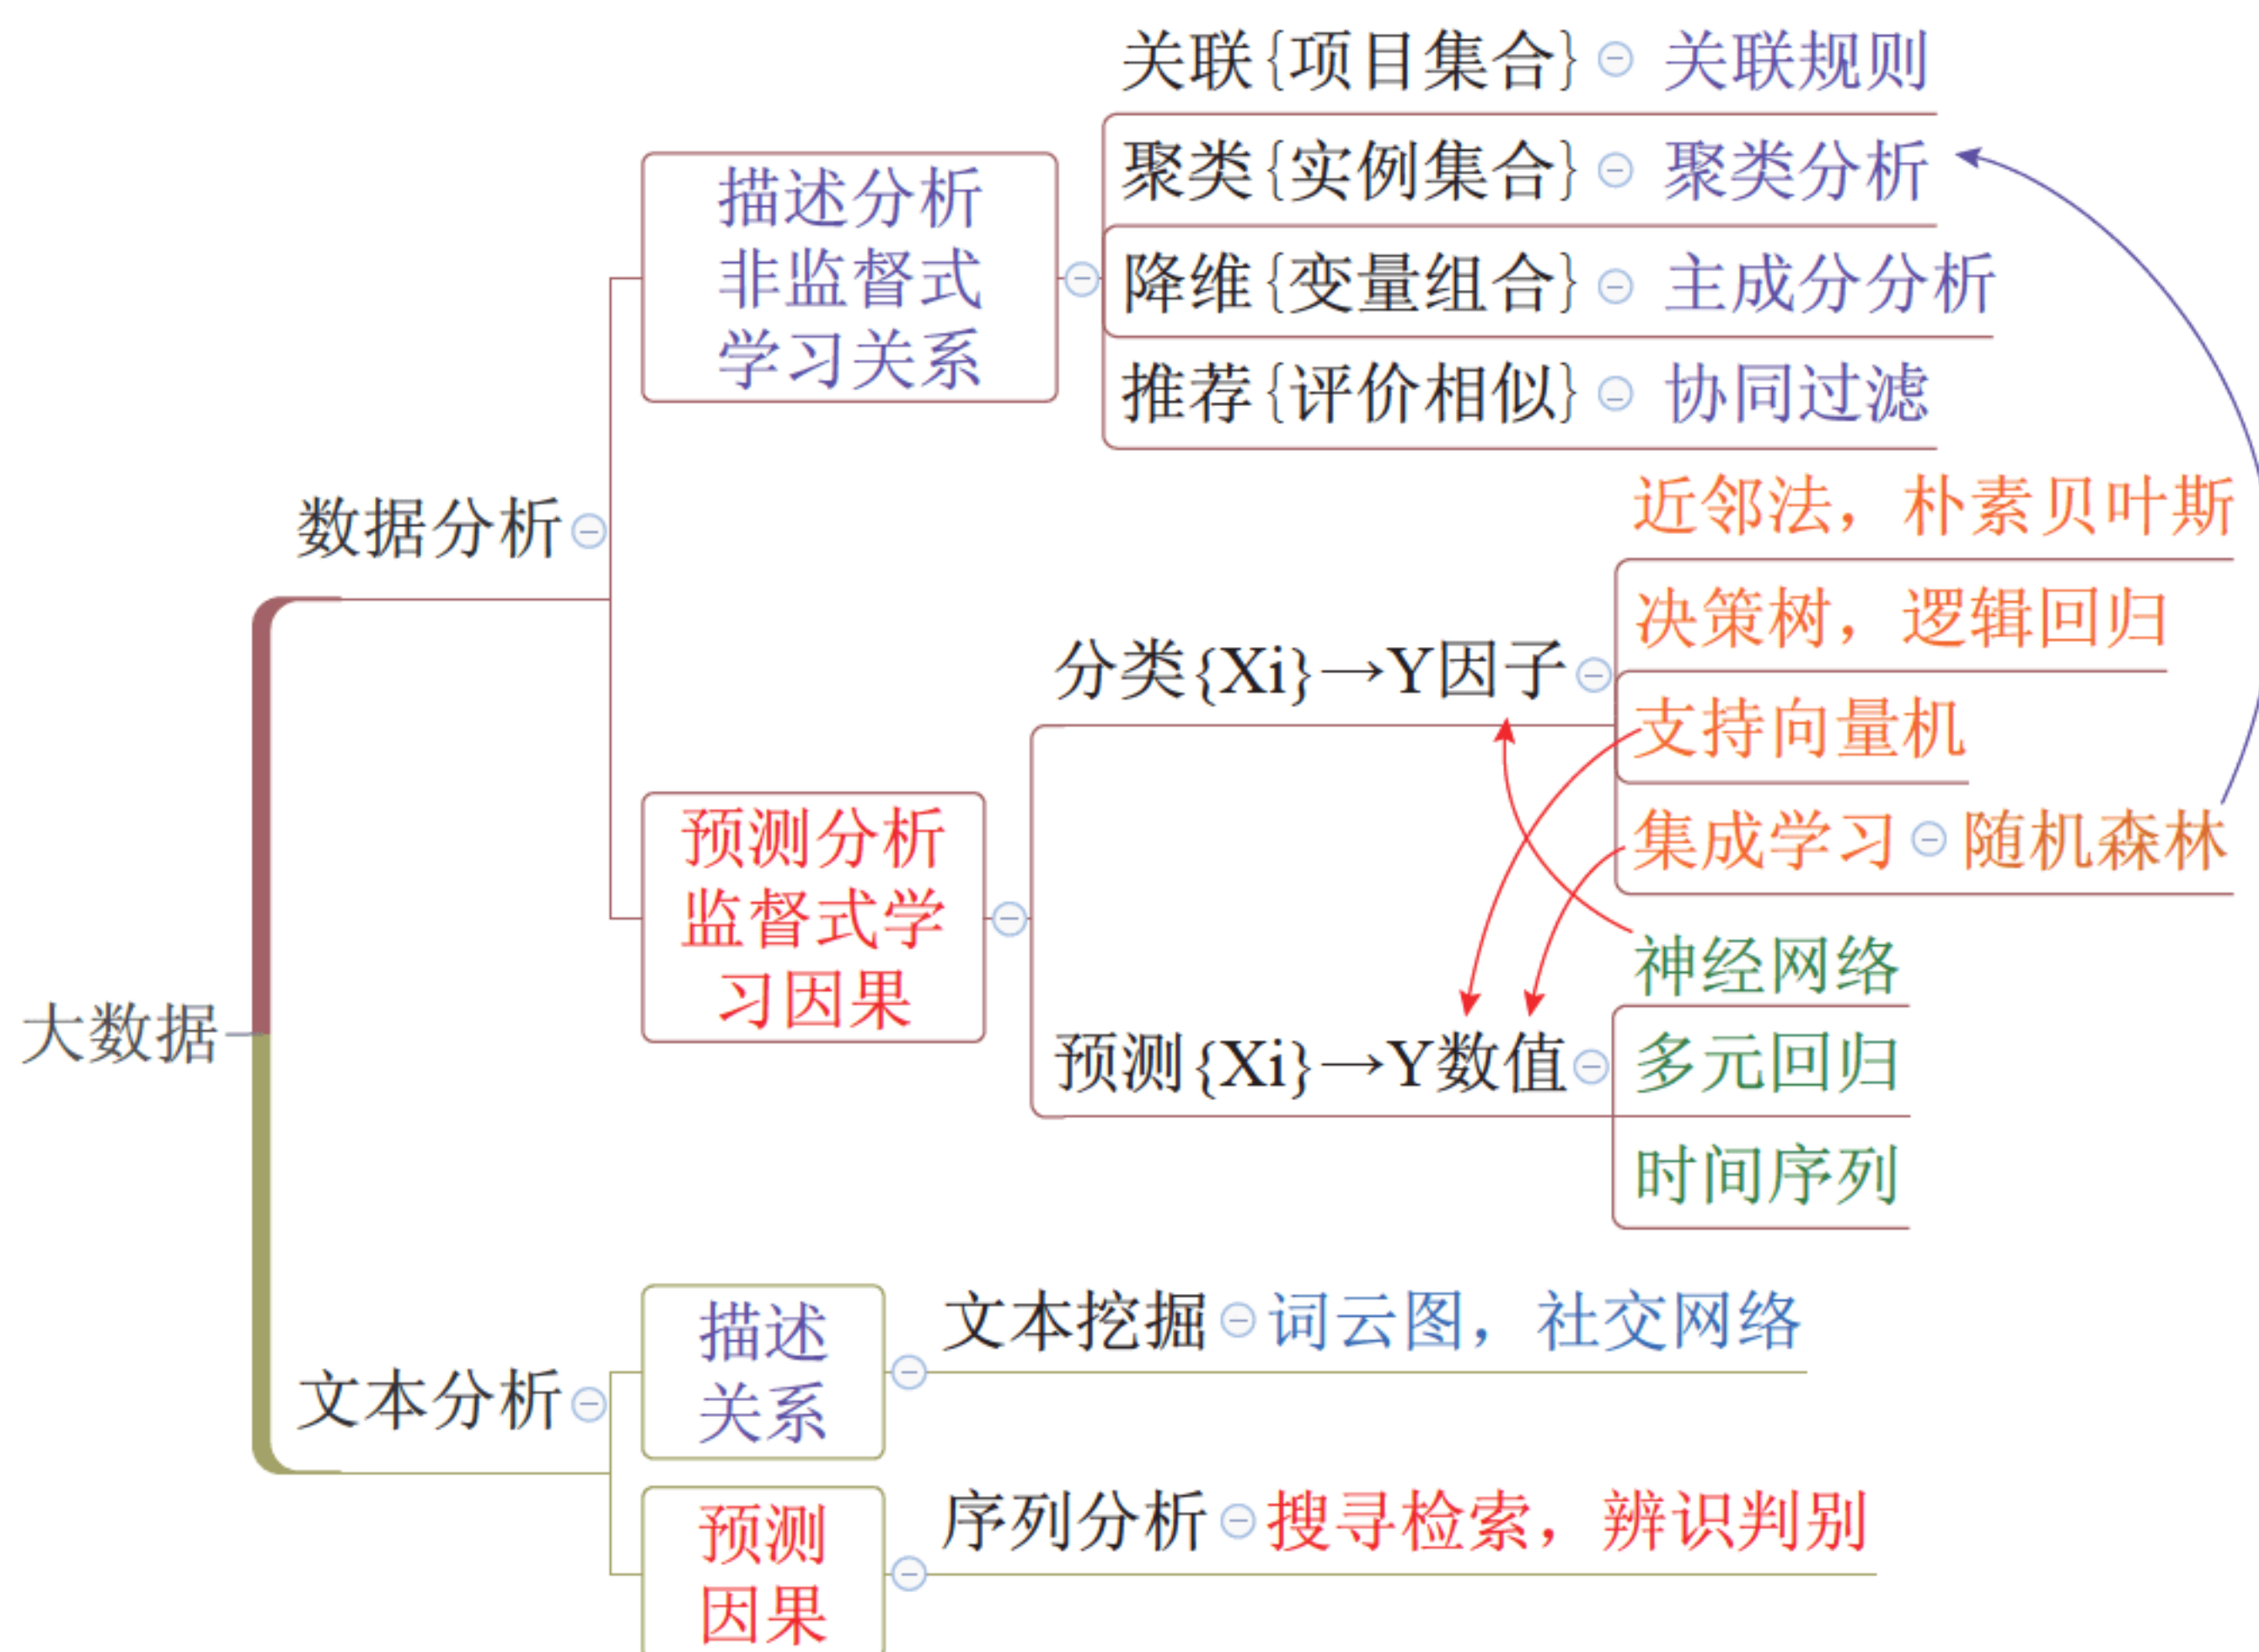 关联{项目集合} 关联规则
聚类{实例集合} 聚类分析
描述分析
非监督式
学习关系
降维{变量组合} 主成分分析
推荐{评价相似} 协同过滤
数据分析
近邻法，朴素贝叶斯
决策树，逻辑回归
分类{Xi}→Y因子
支持向量机
集成学习 随机森林
预测分析
监督式学
习因果
神经网络
预测{Xi}→Y数值
多元回归
时间序列
大数据
文本分析
描述
关系
文本挖掘 词云图，社交网络
预测
因果
序列分析 搜寻检索，辨识判别